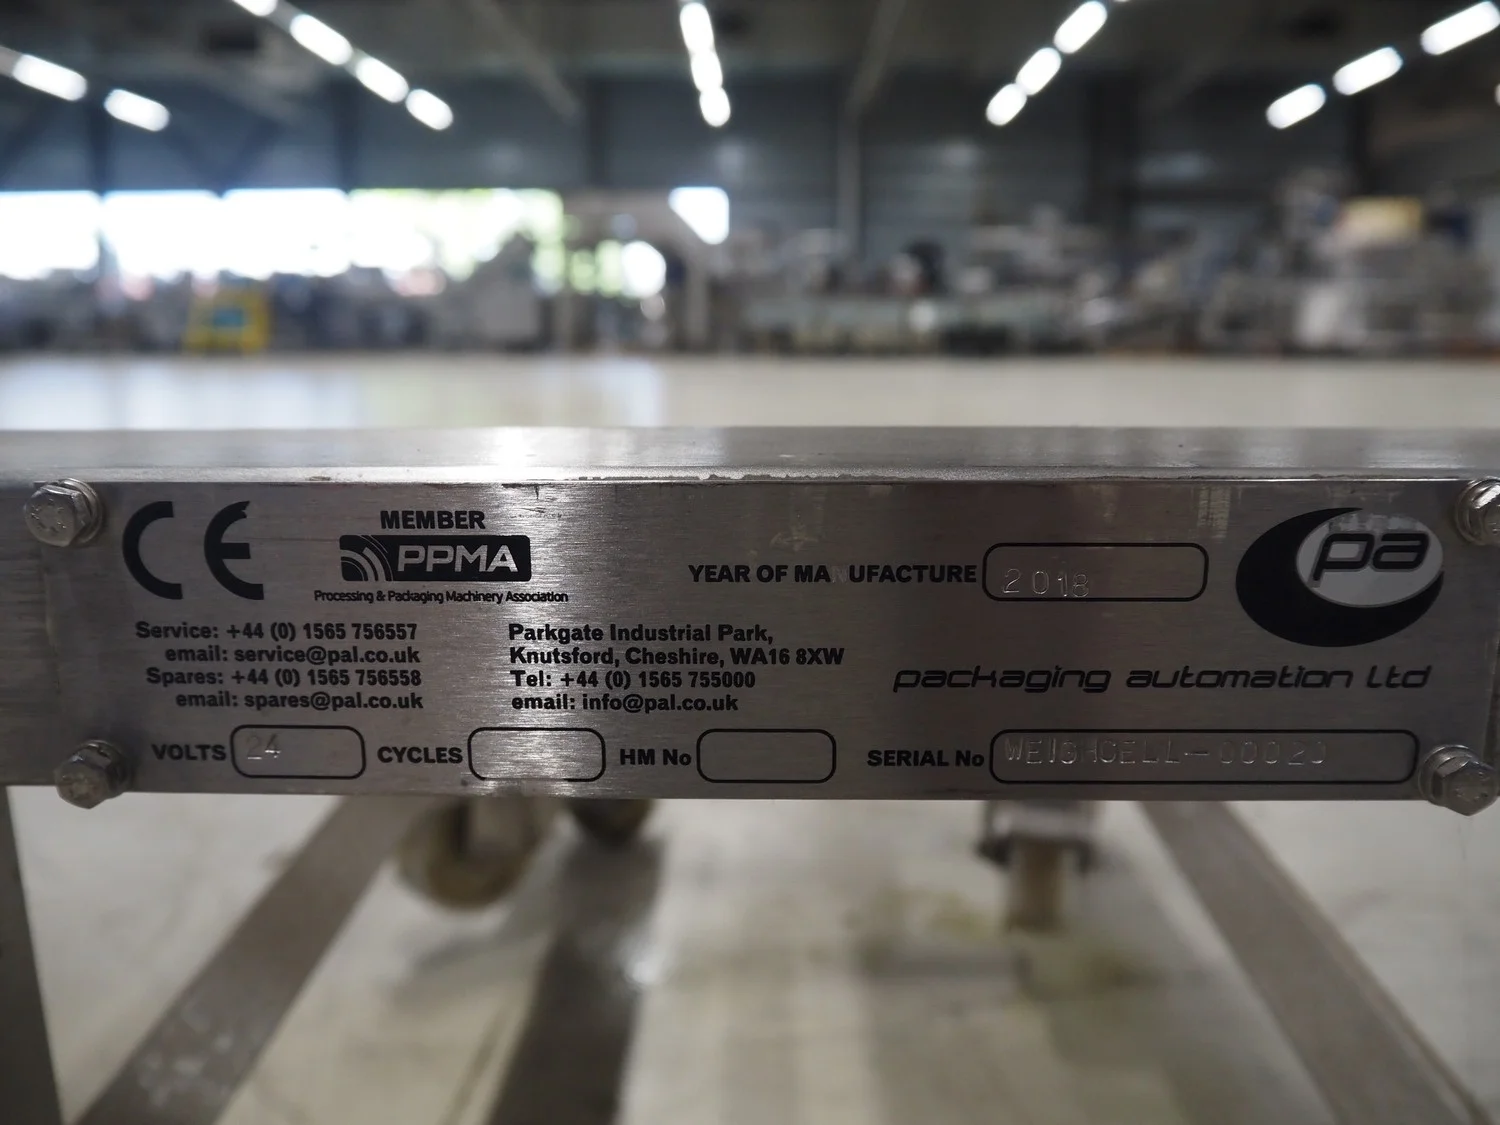 CE
MEMBER
PPMA
Processing & Packaging Machinery Association
Service: +44 (0) 1565 756557
email: service@pal.co.uk
Spares: +44 (0) 1565 756558
email: spares@pal.co.uk
Parkgate Industrial Park,
Knutsford, Cheshire, WA16 8XW
Tel: +44 (0) 1565 755000
email: info@pal.co.uk
YEAR OF MANUFACTURE 2018
pa
packaging automation Ltd
VOLTS 24
CYCLES
HM No
SERIAL No